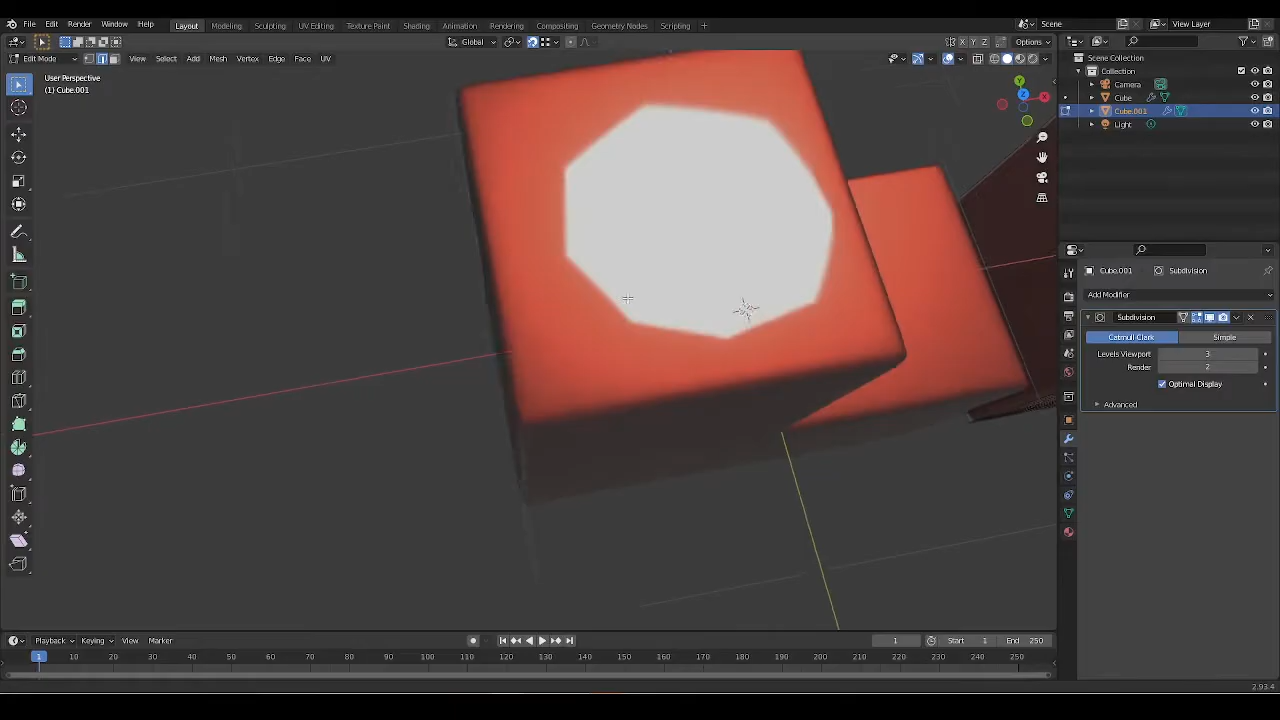 File Edit Render Window Help
Layout Modeling Sculpting UV Editing Texture Paint Shading Animation Rendering Compositing Geometry Nodes Scripting +
Scene
View Layer
Global
X Y Z
Options
Edit Mode
View Select Add Mesh Vertex Edge Face UV
User Perspective
(1) Cube.001
Z
X
Y
Scene Collection
Collection
Camera
Cube
Cube.001
Light
Cube.001
Subdivision
Add Modifier
Subdivision
Catmull Clark
Simple
Levels Viewport
3
Render
2
Optimal Display
Advanced
Playback Keying View Marker
1
Start 1
End 250
1 10 20 30 40 50 60 70 80 90 100 110 120 130 140 150 160 170 180 190 200 210 220 230 240 250
2.93.4